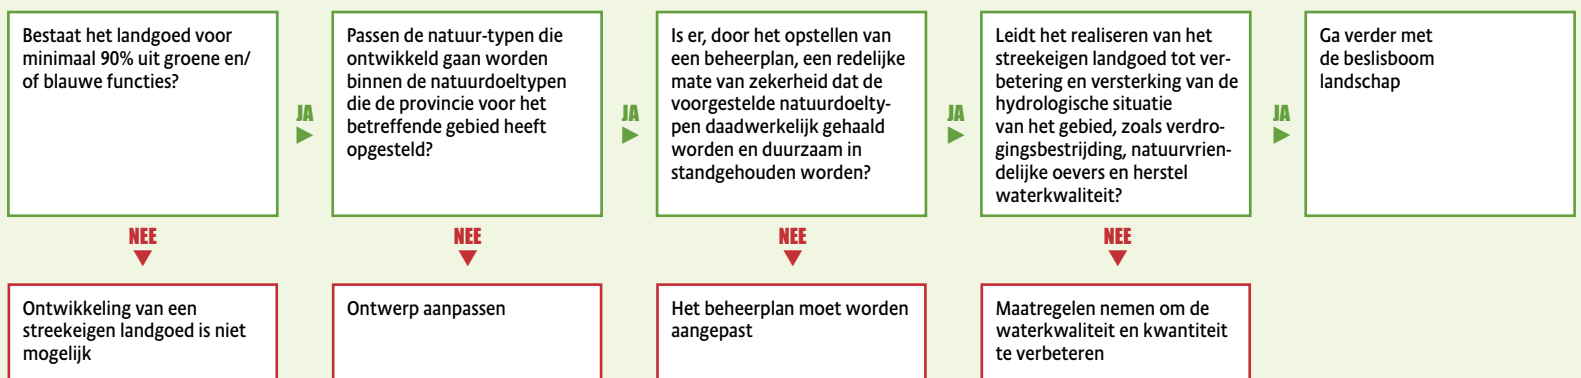 Bestaat het landgoed voor
minimaal 90% uit groene en/
of blauwe functies?
JA
Passen de natuur-typen die
ontwikkeld gaan worden
binnen de natuurdoeltypen
die de provincie voor het
betreffende gebied heeft
opgesteld?
JA
Is er, door het opstellen van
een beheerplan, een redelijke
mate van zekerheid dat de
voorgestelde natuurdoelty-
pen daadwerkelijk gehaald
worden en duurzaam in
standgehouden worden?
JA
Leidt het realiseren van het
streekeigen landgoed tot ver-
betering en versterking van de
hydrologische situatie
van het gebied, zoals verdro-
gingsbestrijding, natuurvrien-
delijke oevers en herstel
waterkwaliteit?
JA
Ga verder met
de beslisboom
landschap
NEE
NEE
NEE
NEE
Ontwikkeling van een
streekeigen landgoed is niet
mogelijk
Ontwerp aanpassen
Het beheerplan moet worden
aangepast
Maatregelen nemen om de
waterkwaliteit en kwantiteit
te verbeteren